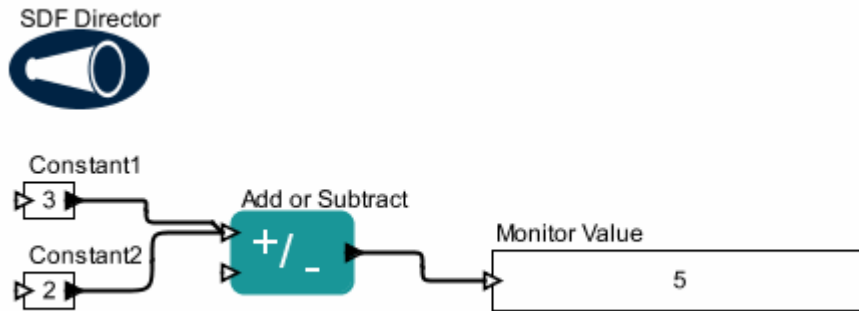 SDF Director
Constant1
3
Add or Subtract
+/-
Constant2
2
Monitor Value
5